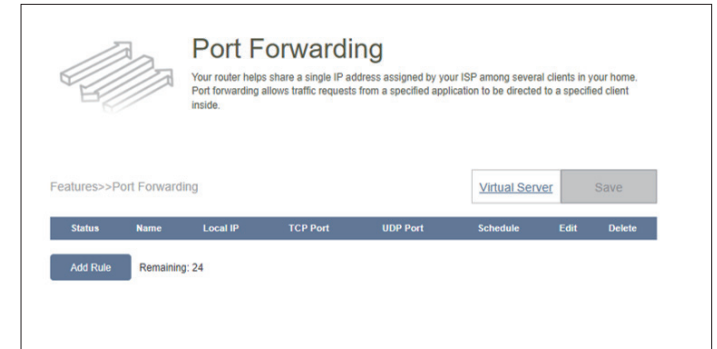 Port Forwarding
Your router helps share a single IP address assigned by your ISP among several clients in your home.
Port forwarding allows traffic requests from a specified application to be directed to a specified client
inside.
Features>>Port Forwarding
Virtual Server
Save
Status Name Local IP TCP Port UDP Port Schedule Edit Delete
Add Rule Remaining: 24